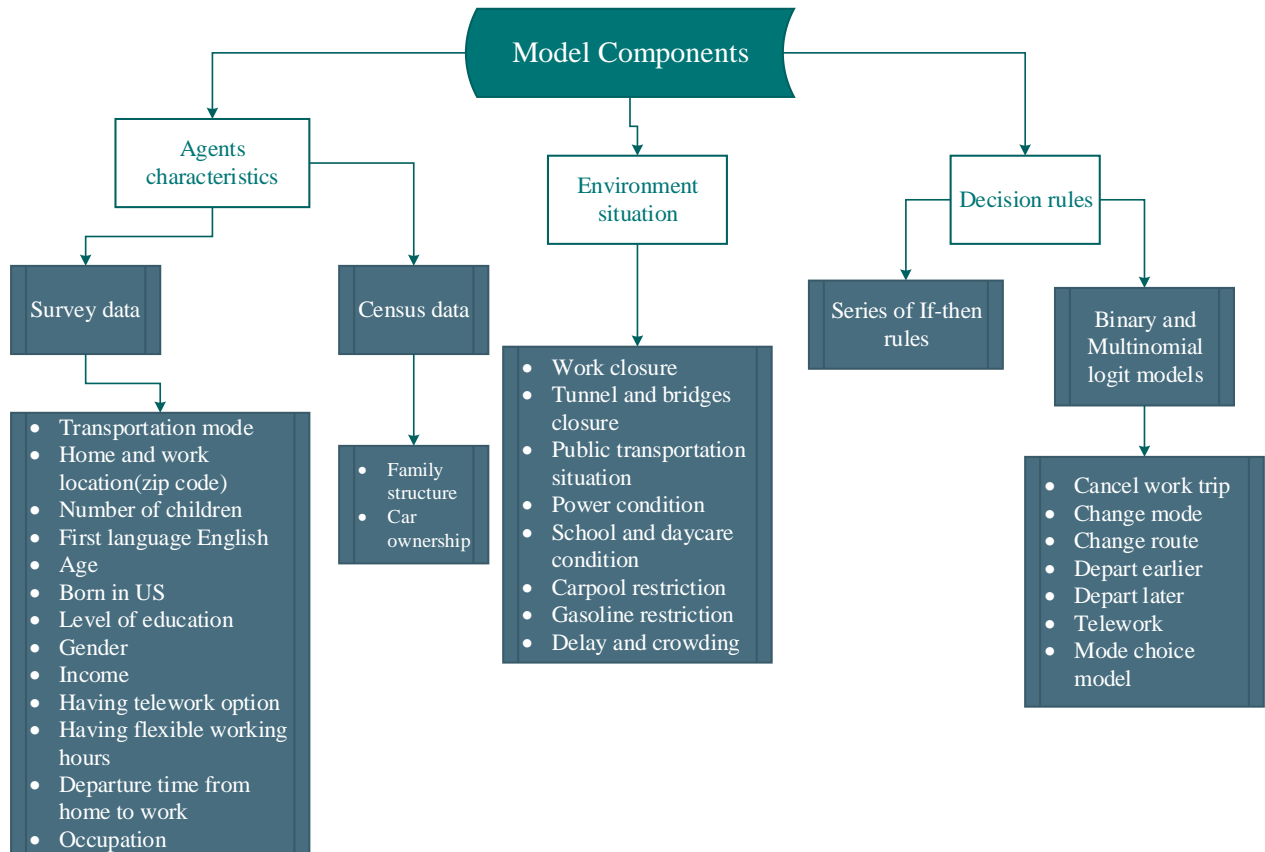 Model Components
Agents
characteristics
Environment
situation
Decision rules
Survey data
Census data
Series of If-then
rules
Binary and
Multinomial
logit models
• Transportation mode
• Home and work
location(zip code)
• Number of children
• First language English
• Age
• Born in US
• Level of education
• Gender
• Income
• Having telework option
• Having flexible working
hours
• Departure time from
home to work
• Occupation
• Family
structure
• Car
ownership
• Work closure
• Tunnel and bridges
closure
• Public transportation
situation
• Power condition
• School and daycare
condition
• Carpool restriction
• Gasoline restriction
• Delay and crowding
• Cancel work trip
• Change mode
• Change route
• Depart earlier
• Depart later
• Telework
• Mode choice
model